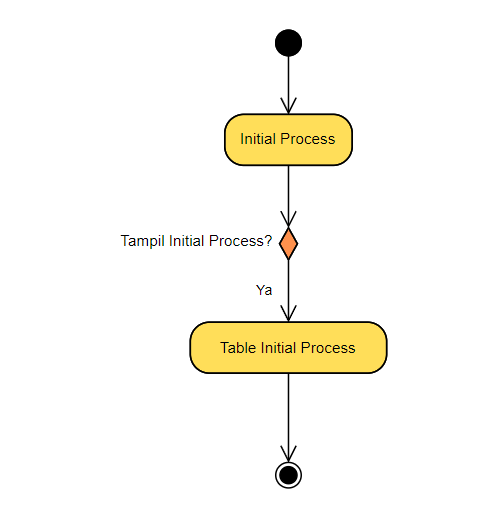 Initial Process
Tampil Initial Process?
Ya
Table Initial Process